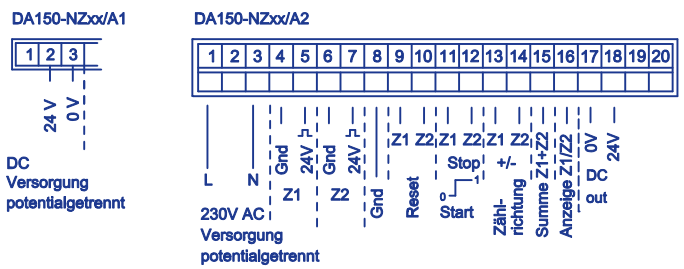 DA150-NZxx/A1
1 2 3
24 V
0 V
DC
Versorgung
potentialgetrennt
DA150-NZxx/A2
1 2 3 4 5 6 7 8 9 10 11 12 13 14 15 16 17 18 19 20
L
N
230V AC
Versorgung
potentialgetrennt
Gnd
24V
Z1
Gnd
24V
Z2
Gnd
Z1 Z2
Reset
Z1 Z2
Stop
0 1
Start
Z1 Z2
+/-
Zähl-
richtung
Summe Z1+Z2
Anzeige Z1/Z2
0V
24V
DC
out